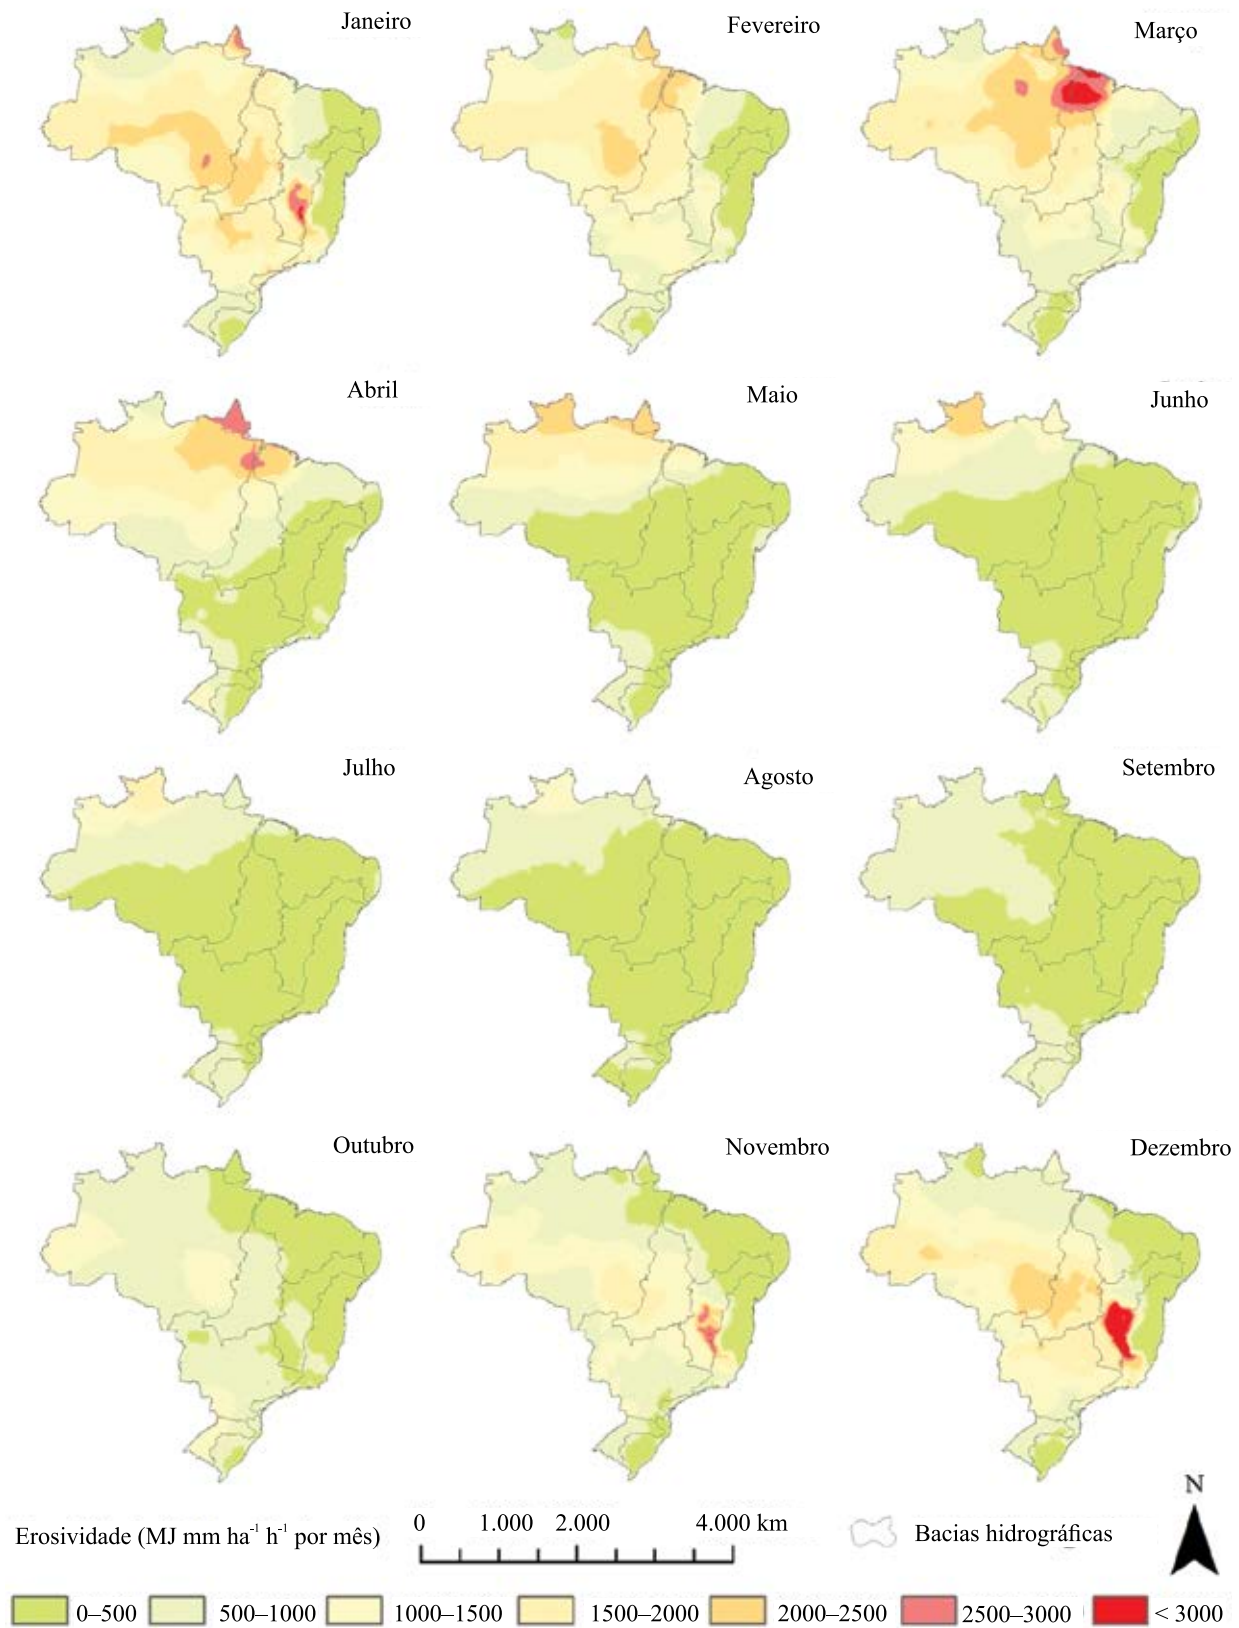 Janeiro
Fevereiro
Março
Abril
Maio
Junho
Julho
Agosto
Setembro
Outubro
Novembro
Dezembro
N
Erosividade (MJ mm ha⁻¹ h⁻¹ por mês)
0 1.000 2.000 4.000 km
Bacias hidrográficas
0–500 500–1000 1000–1500 1500–2000 2000–2500 2500–3000 < 3000